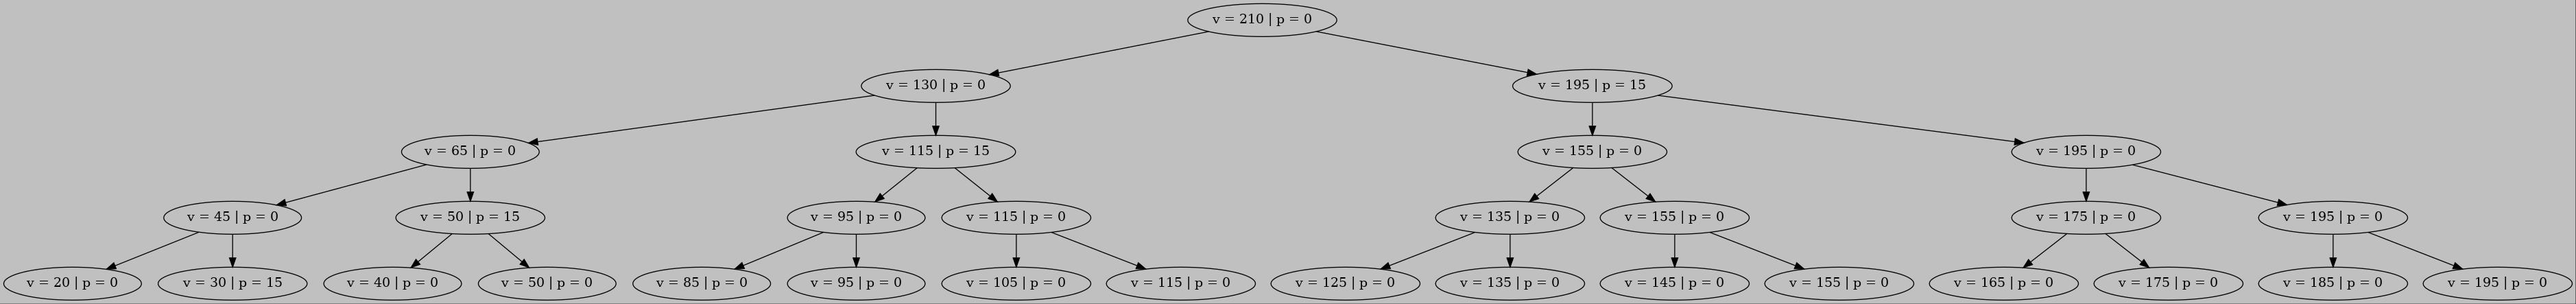 v = 210 | p = 0
v = 130 | p = 0
v = 195 | p = 15
v = 65 | p = 0
v = 115 | p = 15
v = 155 | p = 0
v = 195 | p = 0
v = 45 | p = 0
v = 50 | p = 15
v = 95 | p = 0
v = 115 | p = 0
v = 135 | p = 0
v = 155 | p = 0
v = 175 | p = 0
v = 195 | p = 0
v = 20 | p = 0
v = 30 | p = 15
v = 40 | p = 0
v = 50 | p = 0
v = 85 | p = 0
v = 95 | p = 0
v = 105 | p = 0
v = 115 | p = 0
v = 125 | p = 0
v = 135 | p = 0
v = 145 | p = 0
v = 155 | p = 0
v = 165 | p = 0
v = 175 | p = 0
v = 185 | p = 0
v = 195 | p = 0